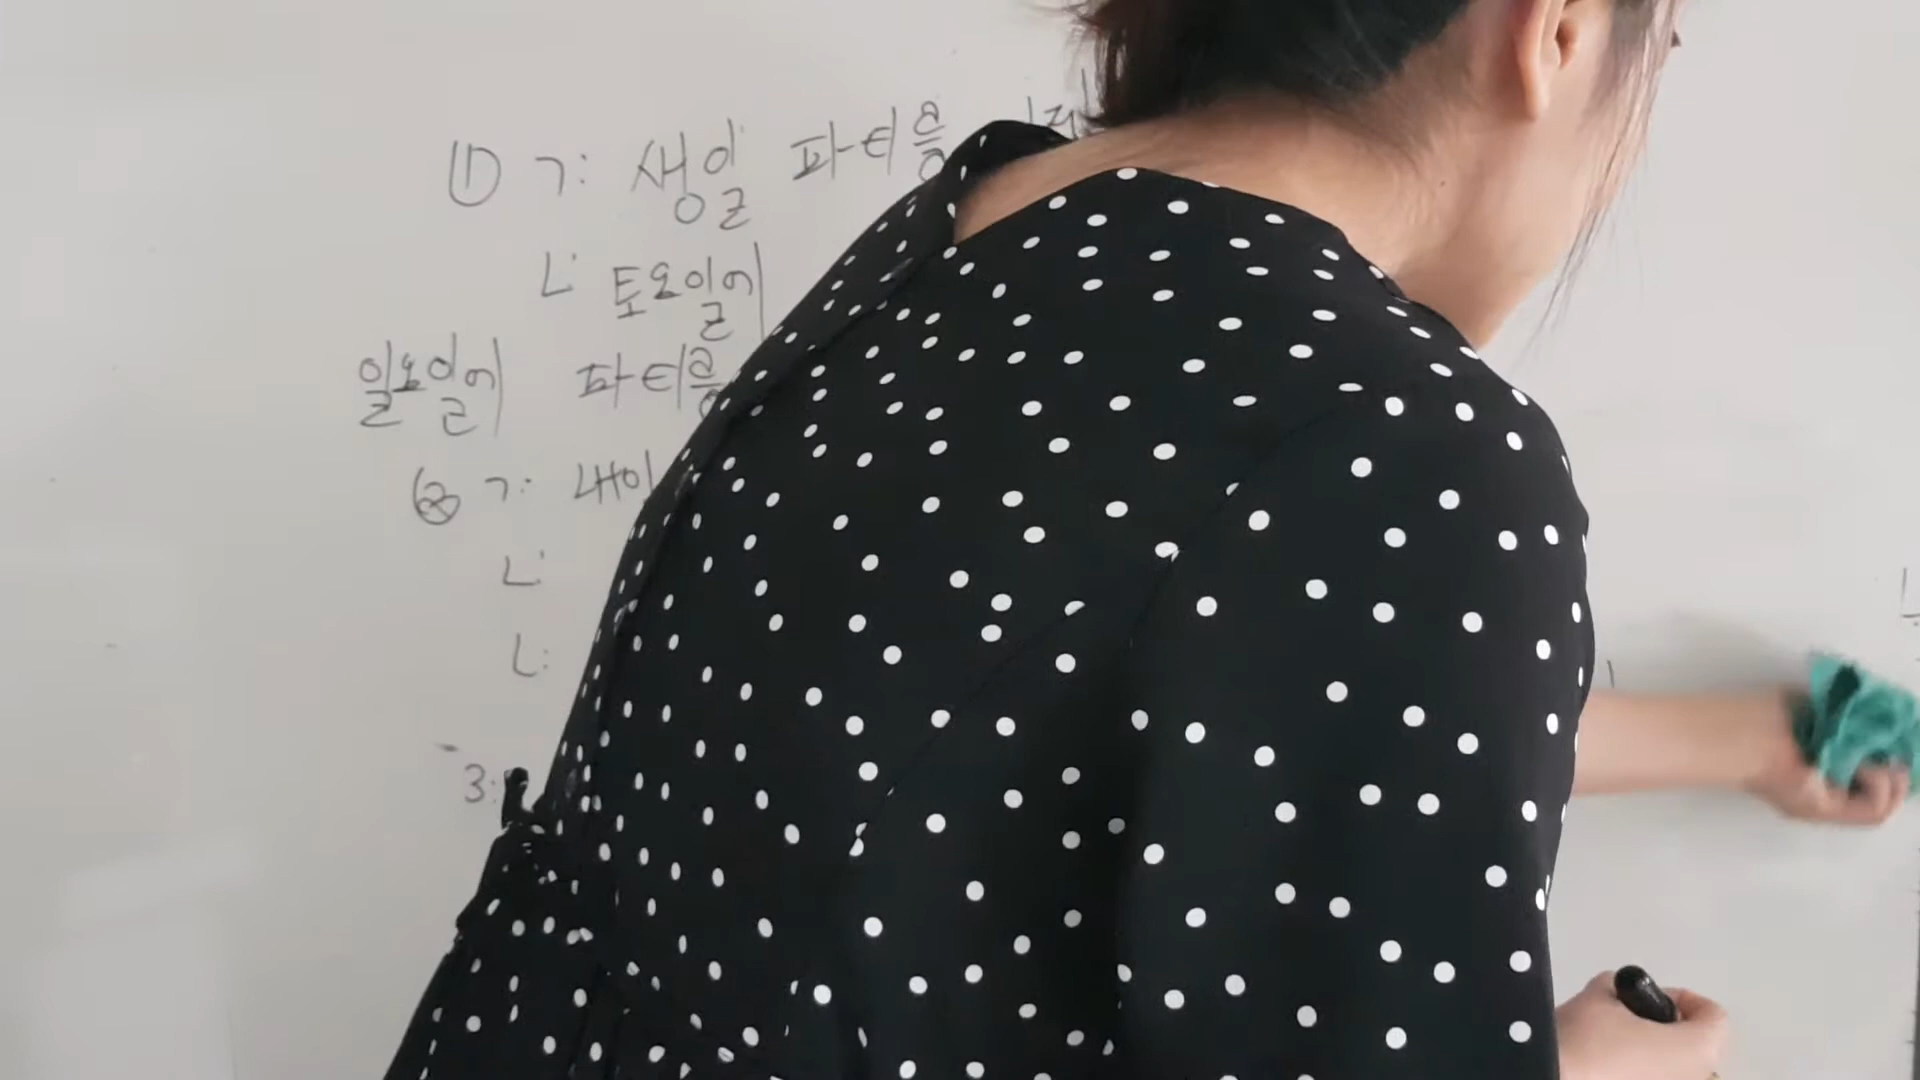 ① ㄱ: 생일 파티를
ㄴ: 토요일에
일요일에 파티를
② ㄱ: 내일
ㄴ:
ㄴ:
3: